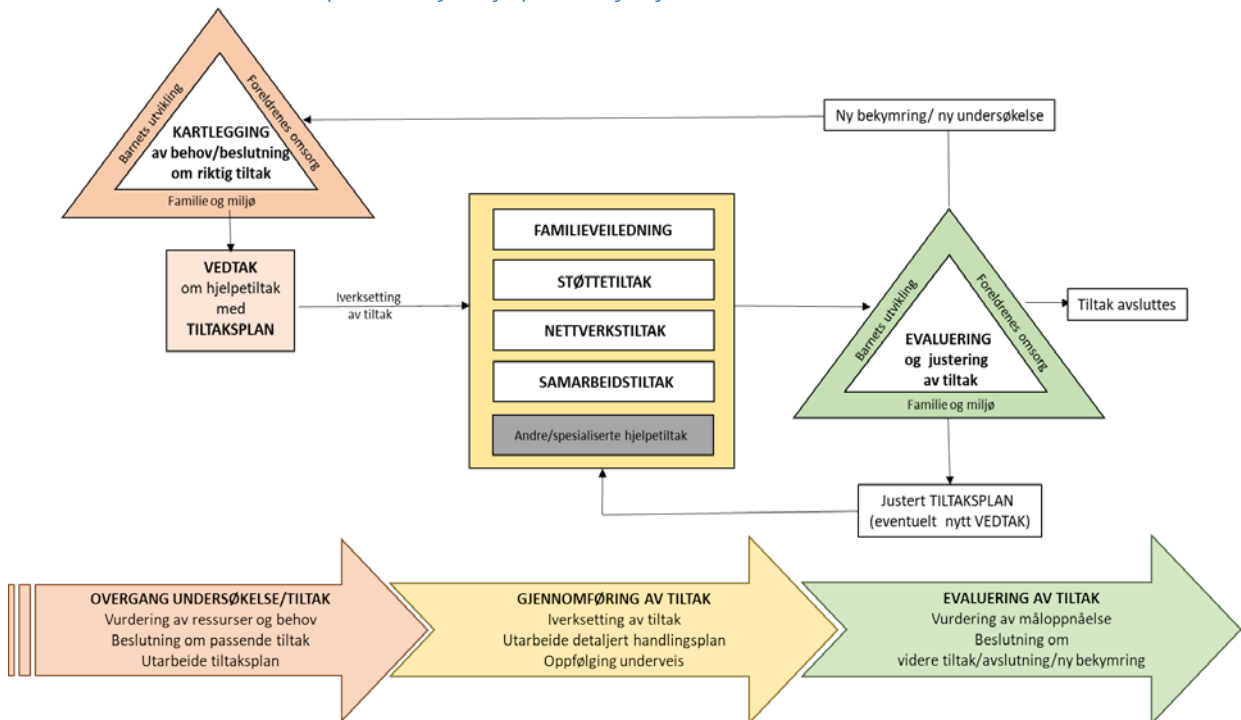 Barnets utvikling
Foreldrenes omsorg
KARTLEGGING
av behov/beslutning
om riktig tiltak
Familie og miljø
Ny bekymring/ ny undersøkelse
VEDTAK
om hjelpetiltak
med
TILTAKSPLAN
Iverksetting
av tiltak
FAMILIEVEILEDNING
STØTTETILTAK
NETTVERKSTILTAK
SAMARBEIDSTILTAK
Andre/spesialiserte hjelpetiltak
Barnets utvikling
Foreldrenes omsorg
EVALUERING
og justering
av tiltak
Familie og miljø
Tiltak avsluttes
Justert TILTAKSPLAN
(eventuelt nytt VEDTAK)
OVERGANG UNDERSØKELSE/TILTAK
Vurdering av ressurser og behov
Beslutning om passende tiltak
Utarbeide tiltaksplan
GJENNOMFØRING AV TILTAK
Iverksetting av tiltak
Utarbeide detaljert handlingsplan
Oppfølging underveis
EVALUERING AV TILTAK
Vurdering av måloppnåelse
Beslutning om
videre tiltak/avslutning/ny bekymring